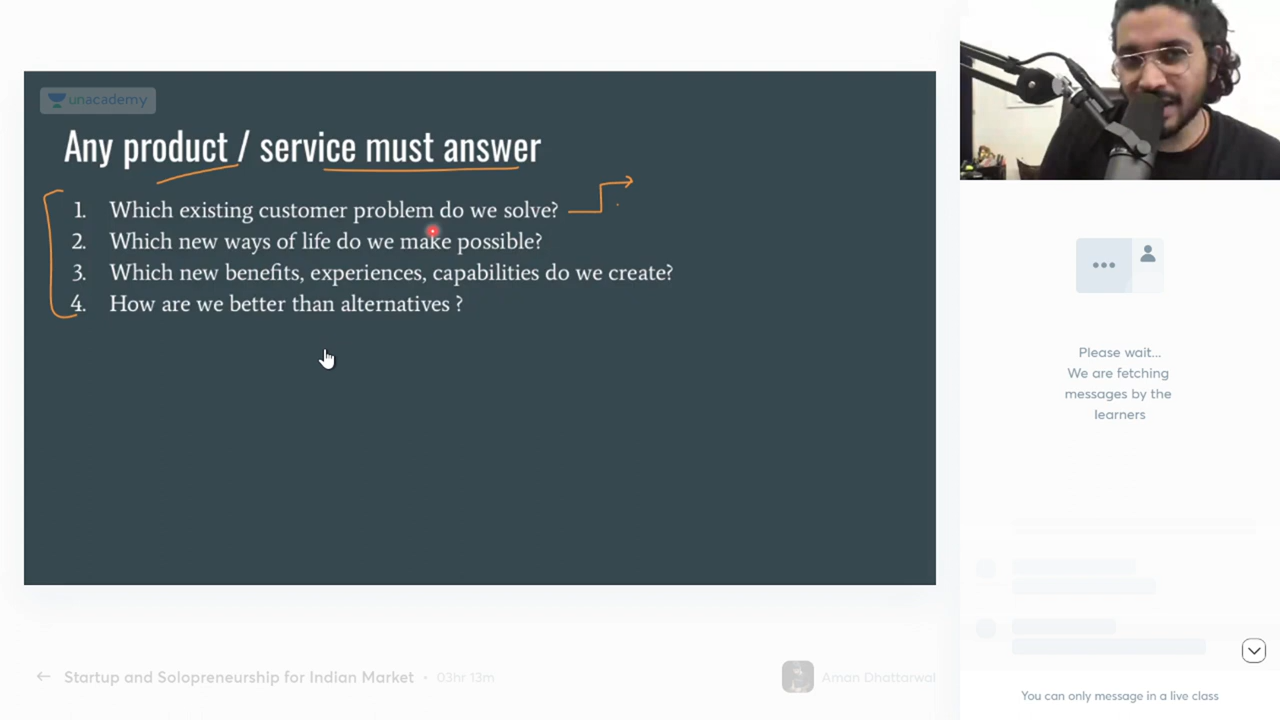 unacademy
Any product / service must answer
1. Which existing customer problem do we solve?
2. Which new ways of life do we make possible?
3. Which new benefits, experiences, capabilities do we create?
4. How are we better than alternatives ?
Please wait...
We are fetching
messages by the
learners
Startup and Solopreneurship for Indian Market • 03hr 13m
Aman Dhattarwal
You can only message in a live class